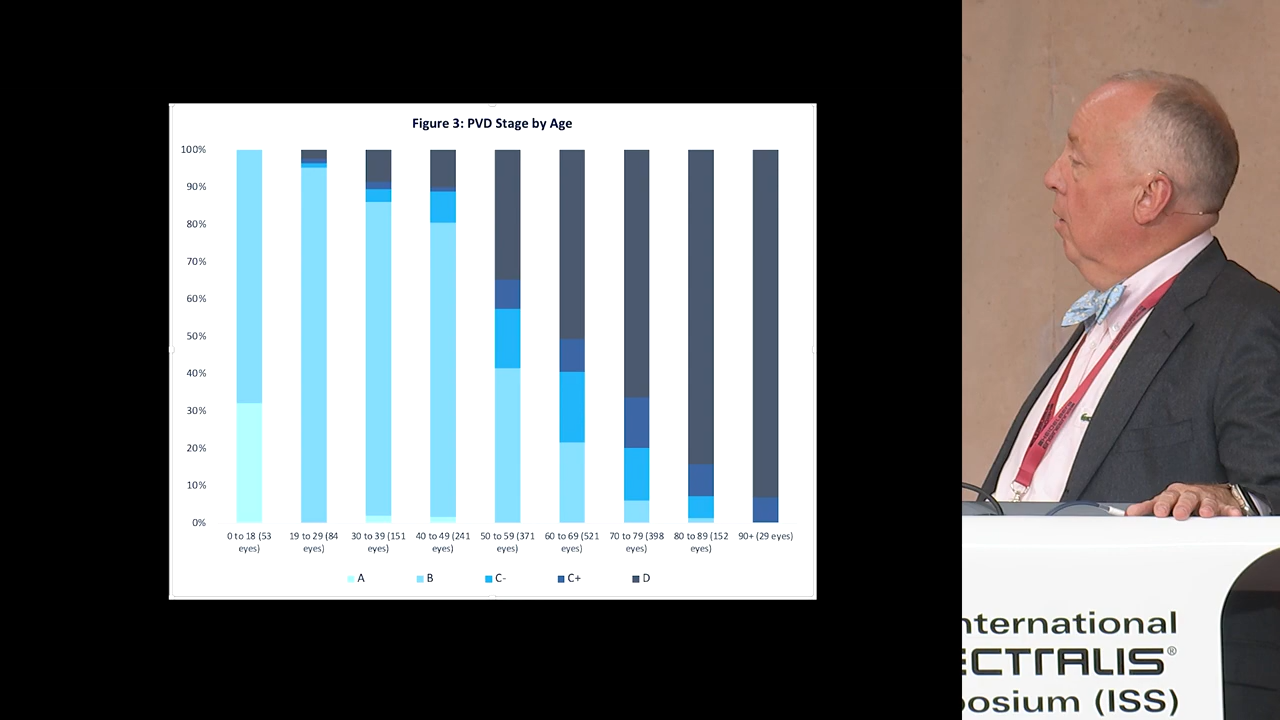 Figure 3: PVD Stage by Age
100%
90%
80%
70%
60%
50%
40%
30%
20%
10%
0%
0 to 18 (53 eyes)
19 to 29 (84 eyes)
30 to 39 (151 eyes)
40 to 49 (241 eyes)
50 to 59 (371 eyes)
60 to 69 (521 eyes)
70 to 79 (398 eyes)
80 to 89 (152 eyes)
90+ (29 eyes)
A B C- C+ D
nternational
ECTRALIS®
posium (ISS)